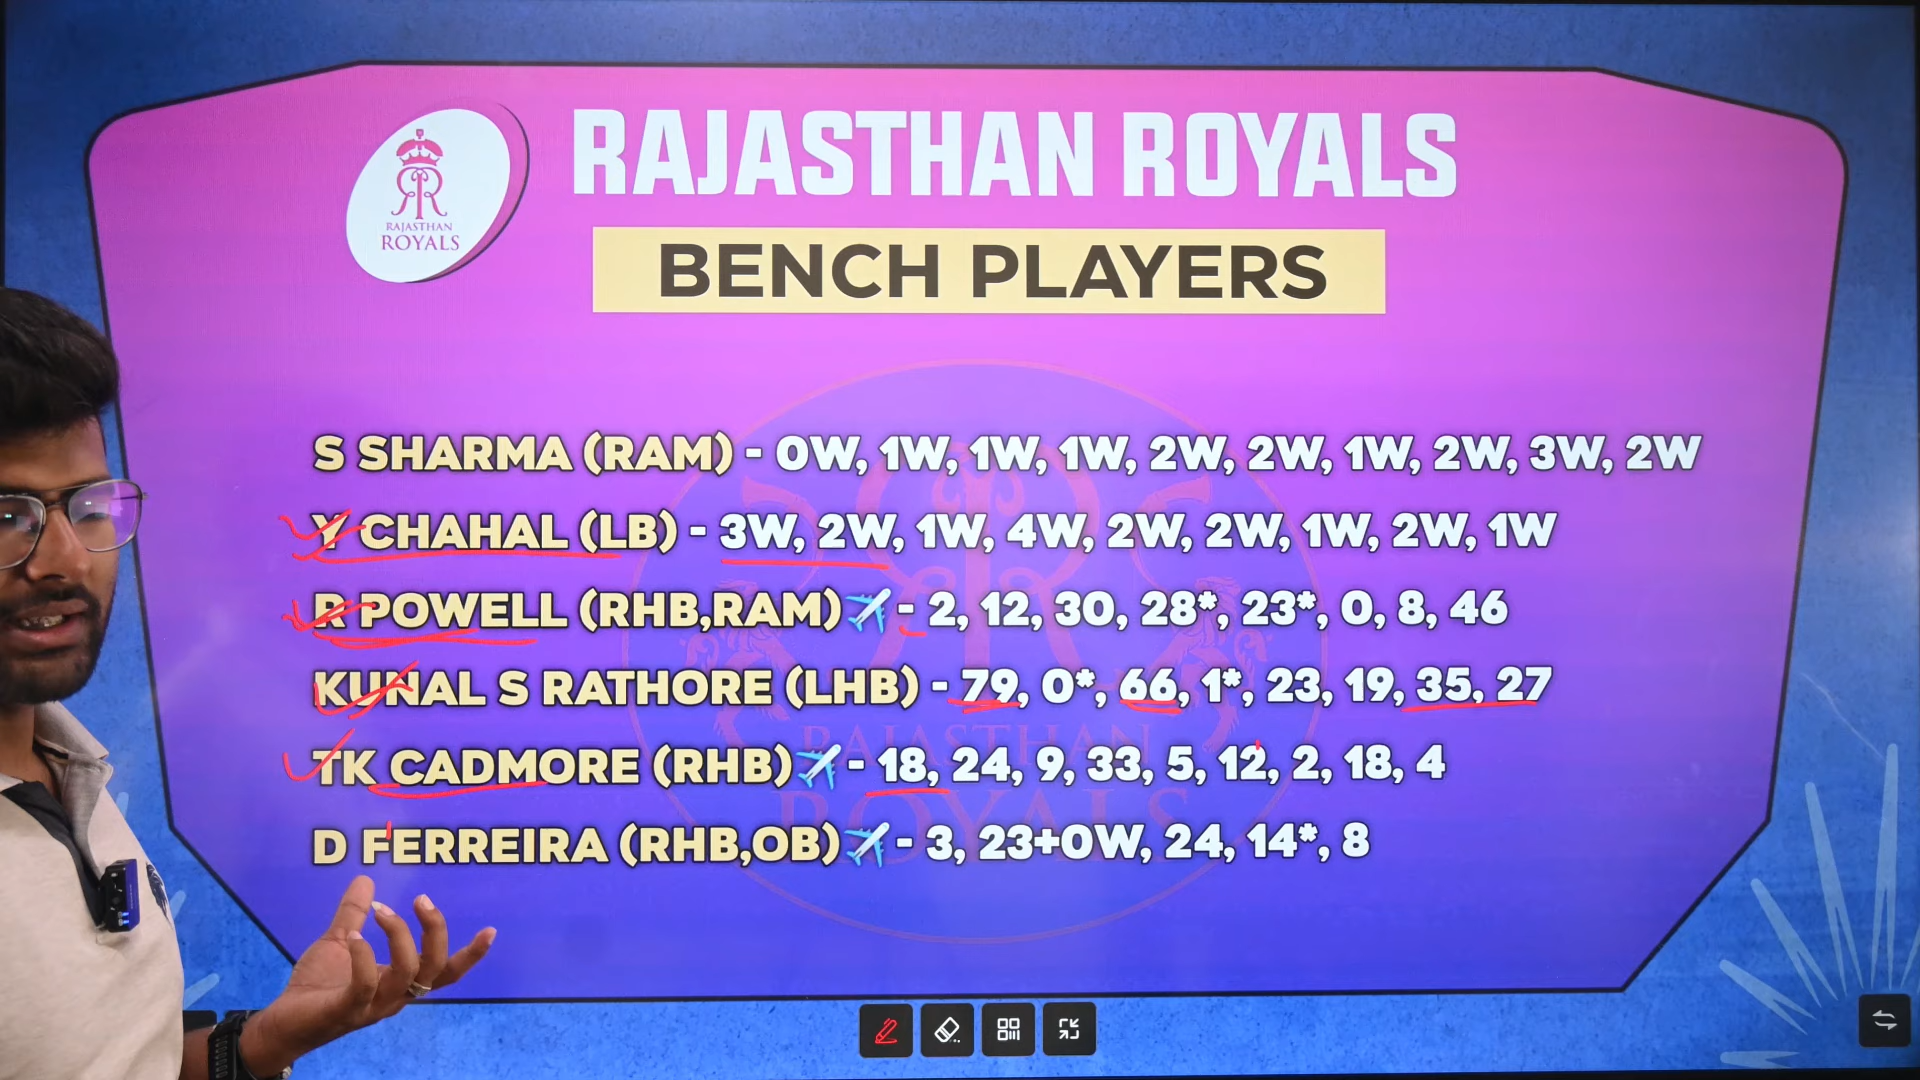 RAJASTHAN ROYALS
RAJASTHAN
ROYALS
BENCH PLAYERS
S SHARMA (RAM) - 0W, 1W, 1W, 1W, 2W, 2W, 1W, 2W, 3W, 2W
Y CHAHAL (LB) - 3W, 2W, 1W, 4W, 2W, 2W, 1W, 2W, 1W
R POWELL (RHB,RAM)✈️- 2, 12, 30, 28*, 23*, 0, 8, 46
KUNAL S RATHORE (LHB) - 79, 0*, 66, 1*, 23, 19, 35, 27
RAJASTHAN
TK CADMORE (RHB)✈️- 18, 24, 9, 33, 5, 12, 2, 18, 4
ROYALS
D FERREIRA (RHB,OB)✈️- 3, 23+0W, 24, 14*, 8